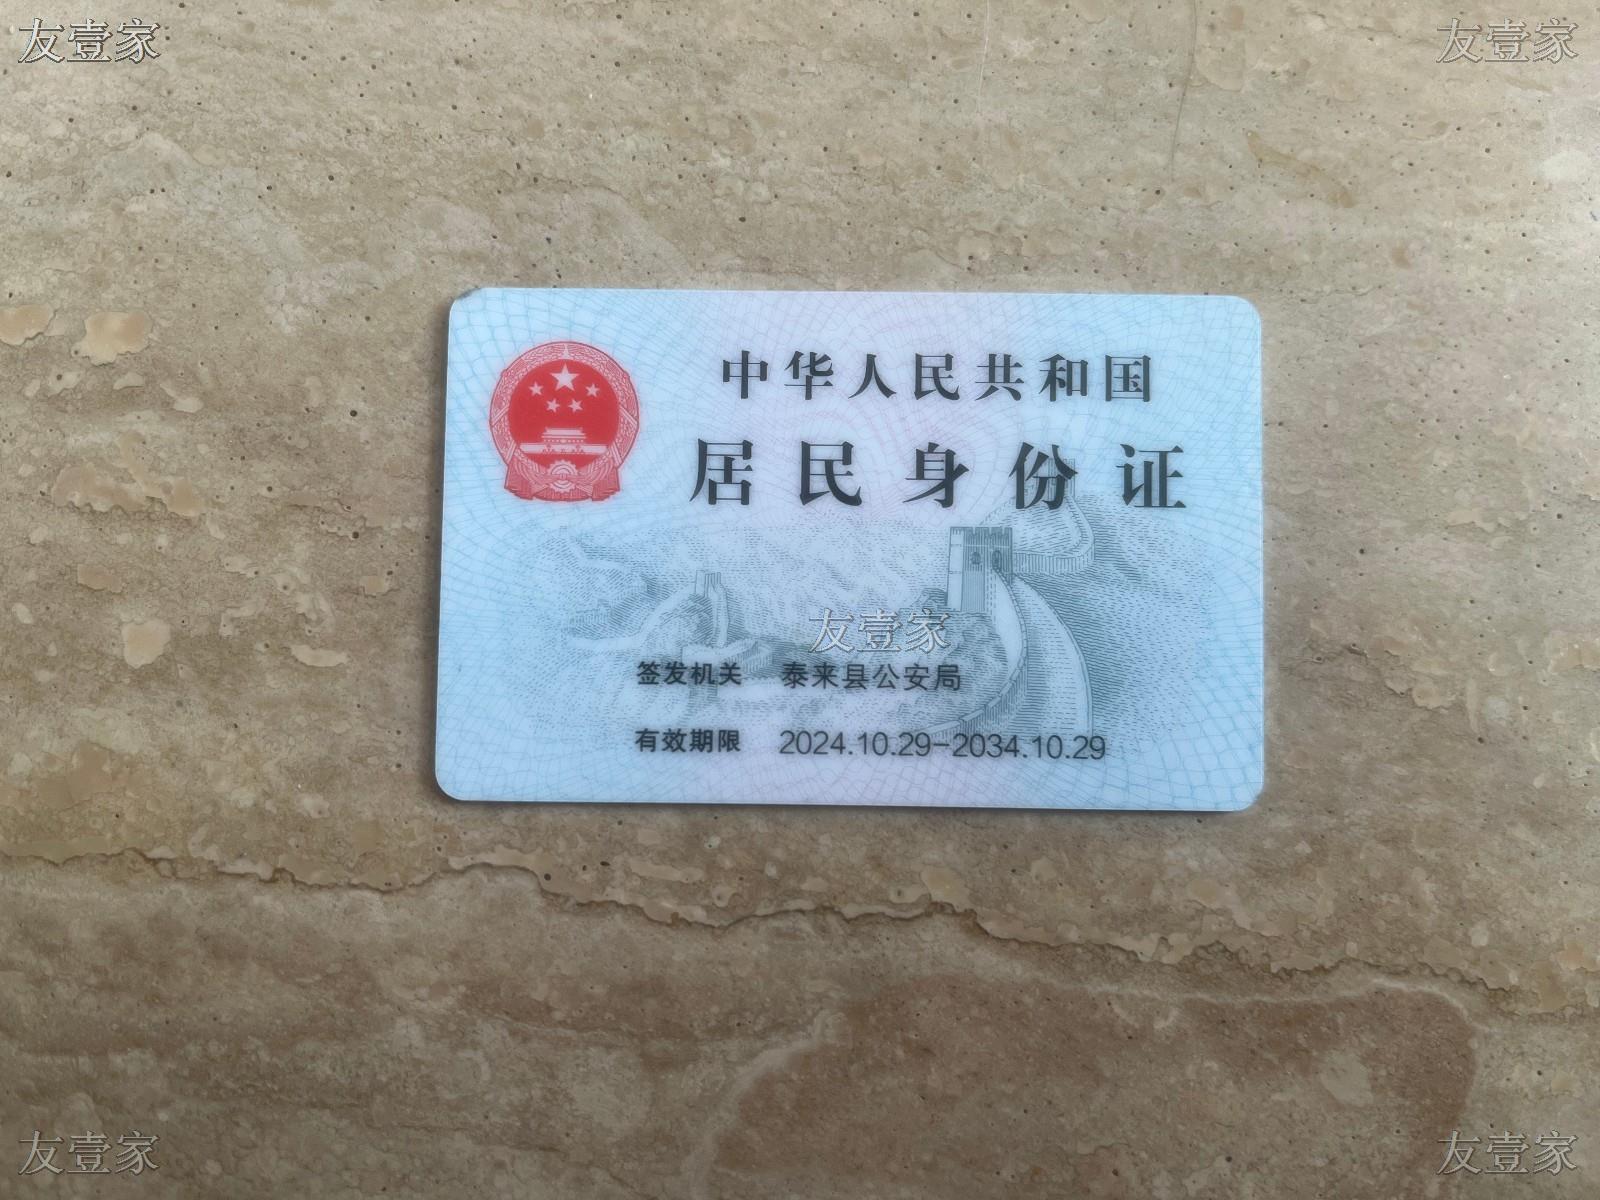 友壹家 友壹家
中华人民共和国
居民身份证
友壹家
签发机关 泰来县公安局
有效期限 2024.10.29-2034.10.29
友壹家 友壹家